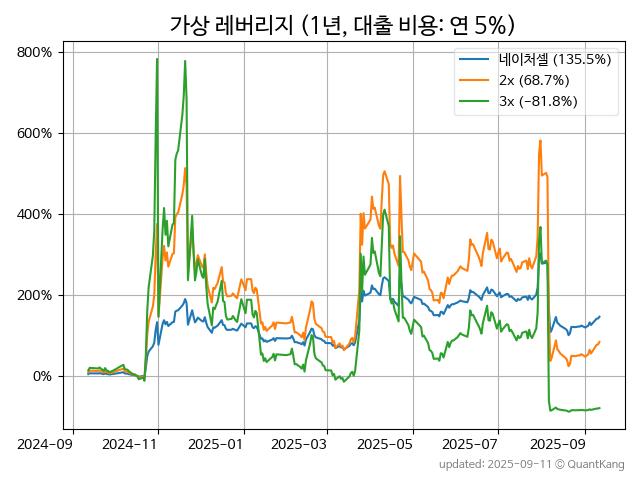 가상 레버리지 (1년, 대출 비용: 연 5%)
네이처셀 (135.5%)
2x (68.7%)
3x (-81.8%)
800%
600%
400%
200%
0%
2024-09 2024-11 2025-01 2025-03 2025-05 2025-07 2025-09
updated: 2025-09-11 © QuantKang